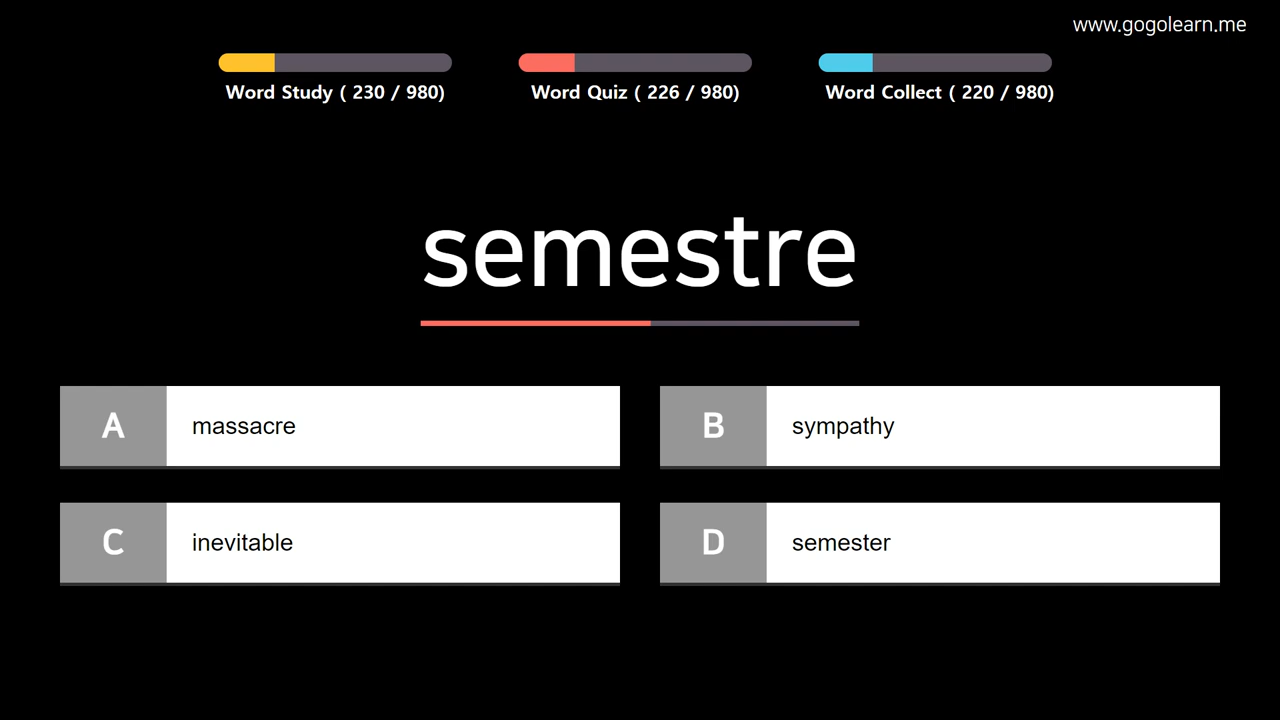 www.gogolearn.me
Word Study ( 230 / 980)
Word Quiz ( 226 / 980)
Word Collect ( 220 / 980)
semestre
A massacre
B sympathy
C inevitable
D semester